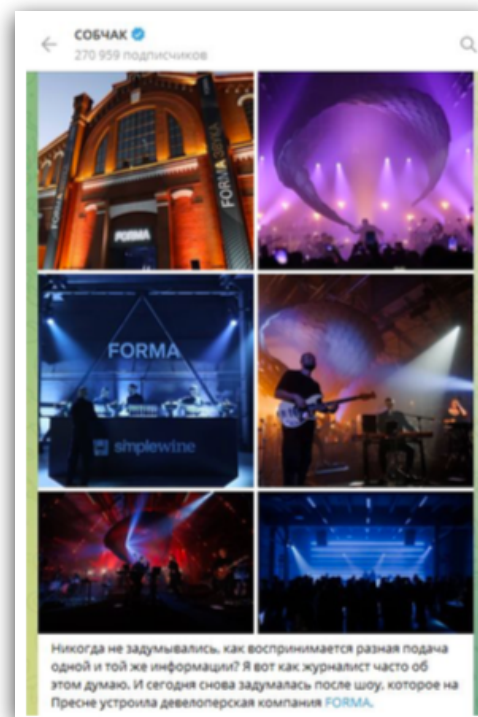 СОБЧАК
270 959 подписчиков
FORMA ЗВУКА
FORMA
FORMA
simplewine
Никогда не задумывались, как воспринимается разная подача
одной и той же информации? Я вот как журналист часто об
этом думаю. И сегодня снова задумалась после шоу, которое на
Пресне устроила девелоперская компания FORMA.